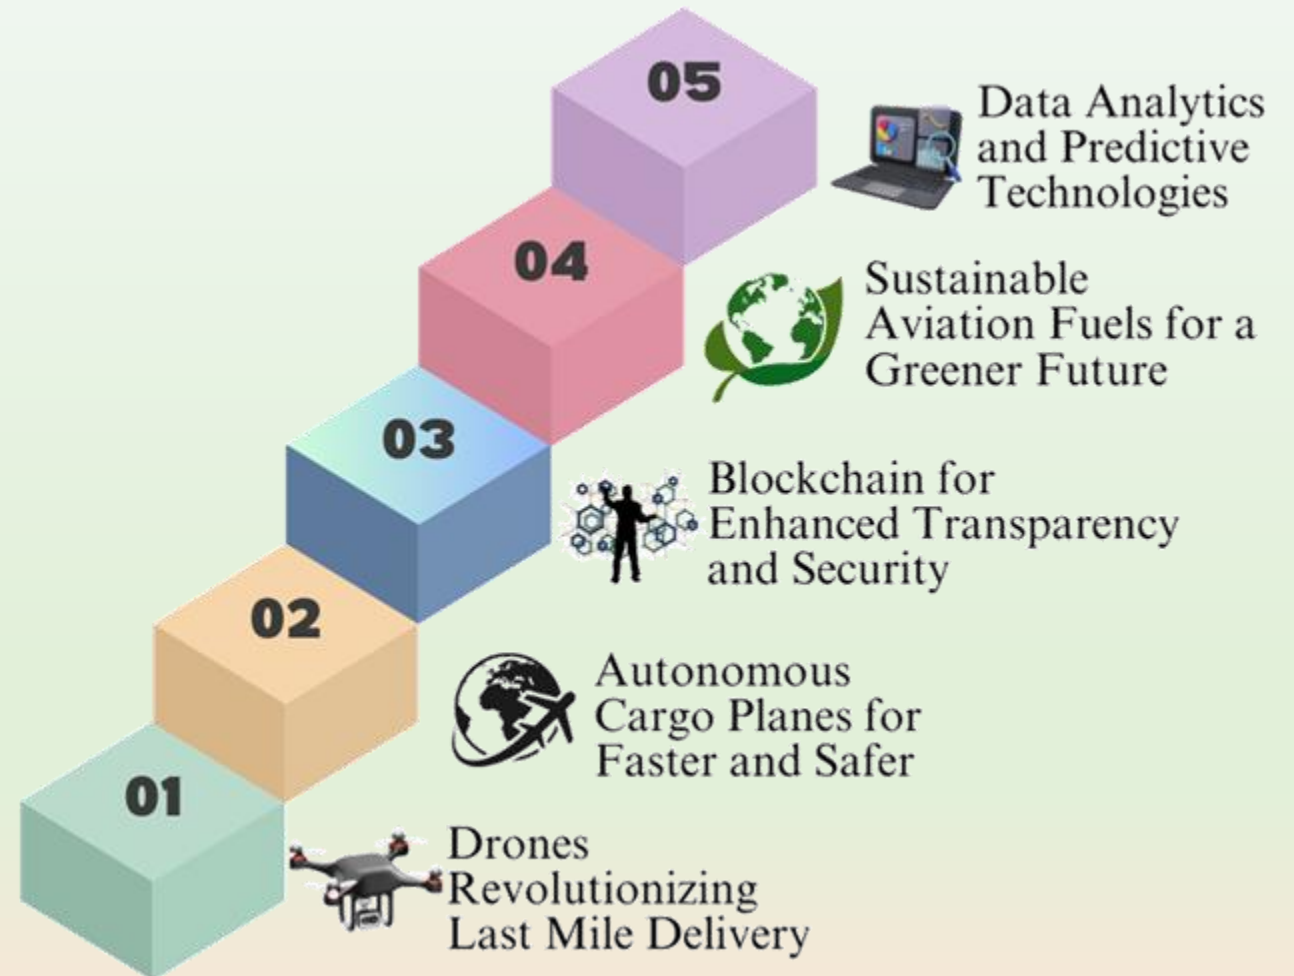 05
Data Analytics
and Predictive
Technologies
04
Sustainable
Aviation Fuels for a
Greener Future
03
Blockchain for
Enhanced Transparency
and Security
02
Autonomous
Cargo Planes for
Faster and Safer
01
Drones
Revolutionizing
Last Mile Delivery